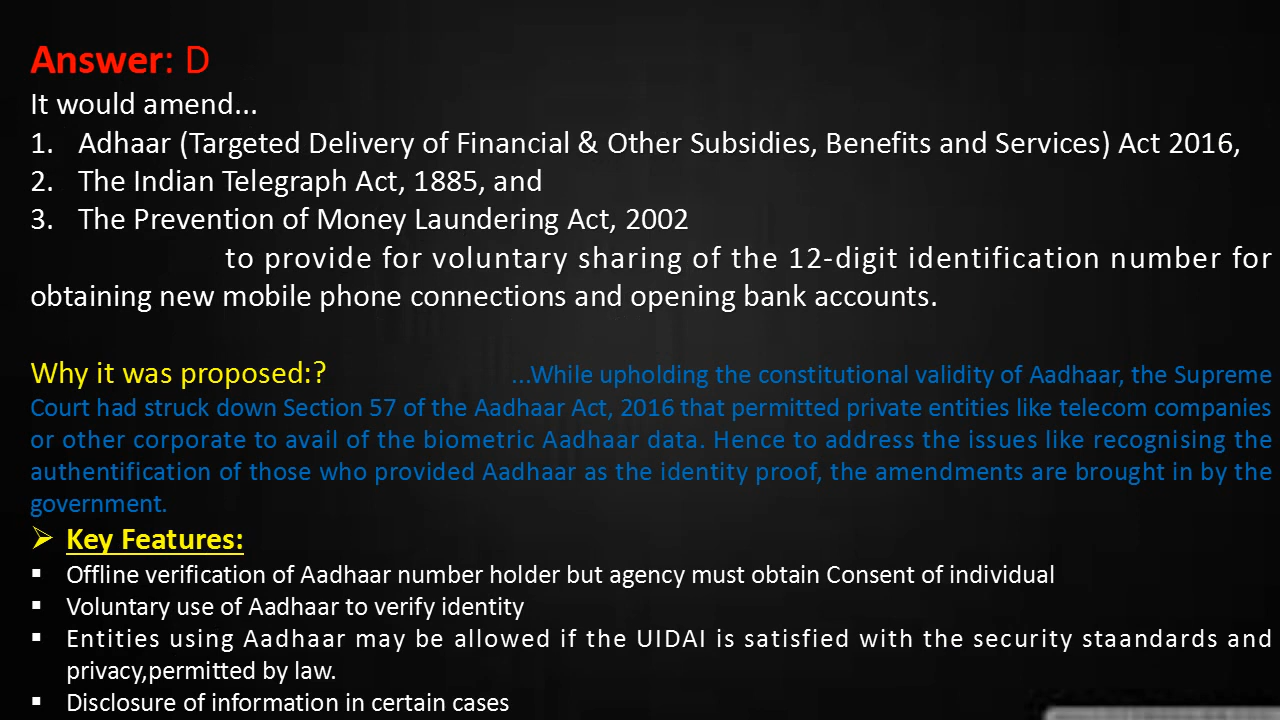 Answer: D
It would amend...
1. Adhaar (Targeted Delivery of Financial & Other Subsidies, Benefits and Services) Act 2016,
2. The Indian Telegraph Act, 1885, and
3. The Prevention of Money Laundering Act, 2002
to provide for voluntary sharing of the 12-digit identification number for
obtaining new mobile phone connections and opening bank accounts.
Why it was proposed:? ...While upholding the constitutional validity of Aadhaar, the Supreme
Court had struck down Section 57 of the Aadhaar Act, 2016 that permitted private entities like telecom companies
or other corporate to avail of the biometric Aadhaar data. Hence to address the issues like recognising the
authentification of those who provided Aadhaar as the identity proof, the amendments are brought in by the
government.
➢ Key Features:
▪ Offline verification of Aadhaar number holder but agency must obtain Consent of individual
▪ Voluntary use of Aadhaar to verify identity
▪ Entities using Aadhaar may be allowed if the UIDAI is satisfied with the security staandards and
privacy,permitted by law.
▪ Disclosure of information in certain cases